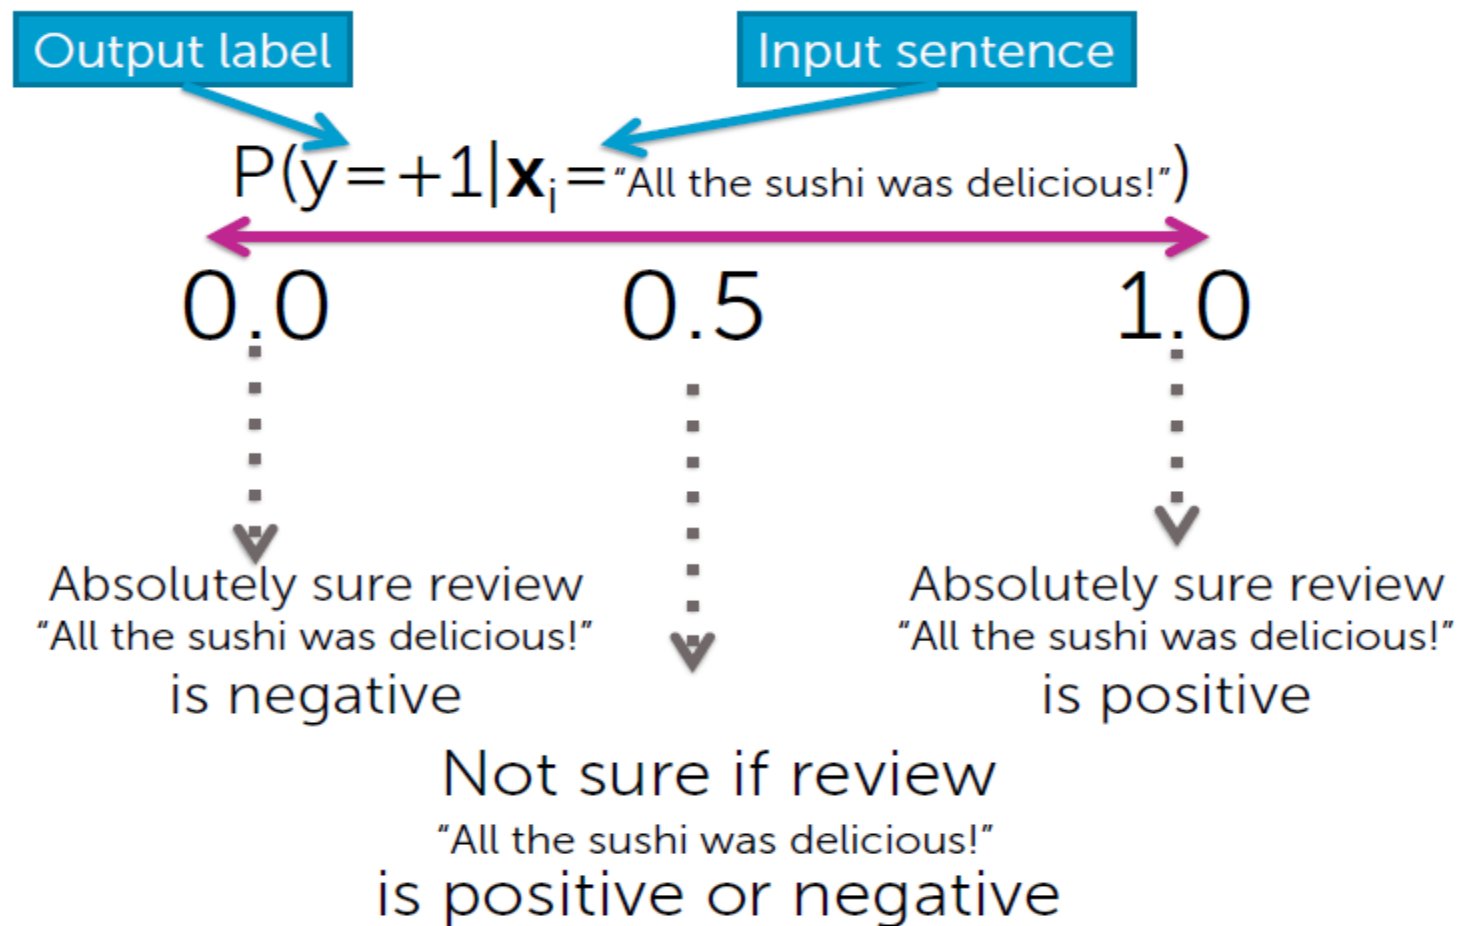 Output label
Input sentence
P(y=+1|xᵢ="All the sushi was delicious!")
0.0
0.5
1.0
Absolutely sure review
"All the sushi was delicious!"
is negative
Absolutely sure review
"All the sushi was delicious!"
is positive
Not sure if review
"All the sushi was delicious!"
is positive or negative